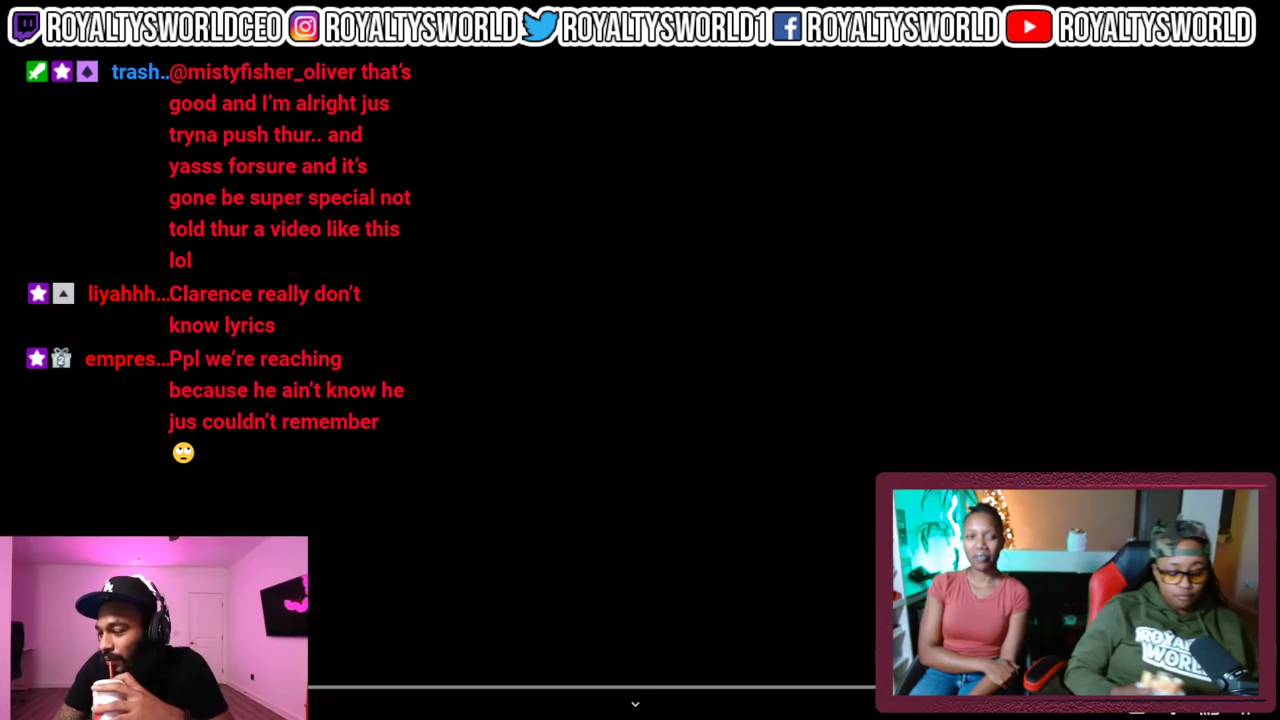 ROYALTYSWORLDCEO ROYALTYSWORLD ROYALTYSWORLD1 ROYALTYSWORLD ROYALTYSWORLD
trash.. @mistyfisher_oliver that's
good and I'm alright jus
tryna push thur.. and
yasss forsure and it's
gone be super special not
told thur a video like this
lol
liyahhh... Clarence really don't
know lyrics
empres... Ppl we're reaching
because he ain't know he
jus couldn't remember
🙄